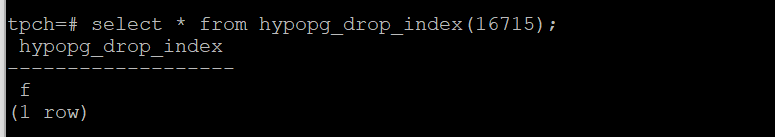 tpch=# select * from hypopg_drop_index(16715);
hypopg_drop_index
-------------------
f
(1 row)